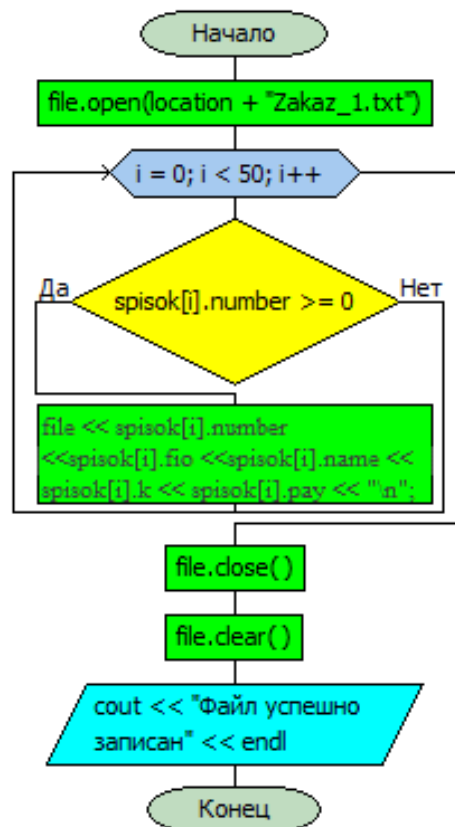 Начало
file.open(location + "Zakaz_1.txt")
i = 0; i < 50; i++
Да
Нет
spisok[i].number >= 0
file << spisok[i].number
<<spisok[i].fio <<spisok[i].name <<
spisok[i].k << spisok[i].pay << "\n";
file.close()
file.clear()
cout << "Файл успешно
записан" << endl
Конец